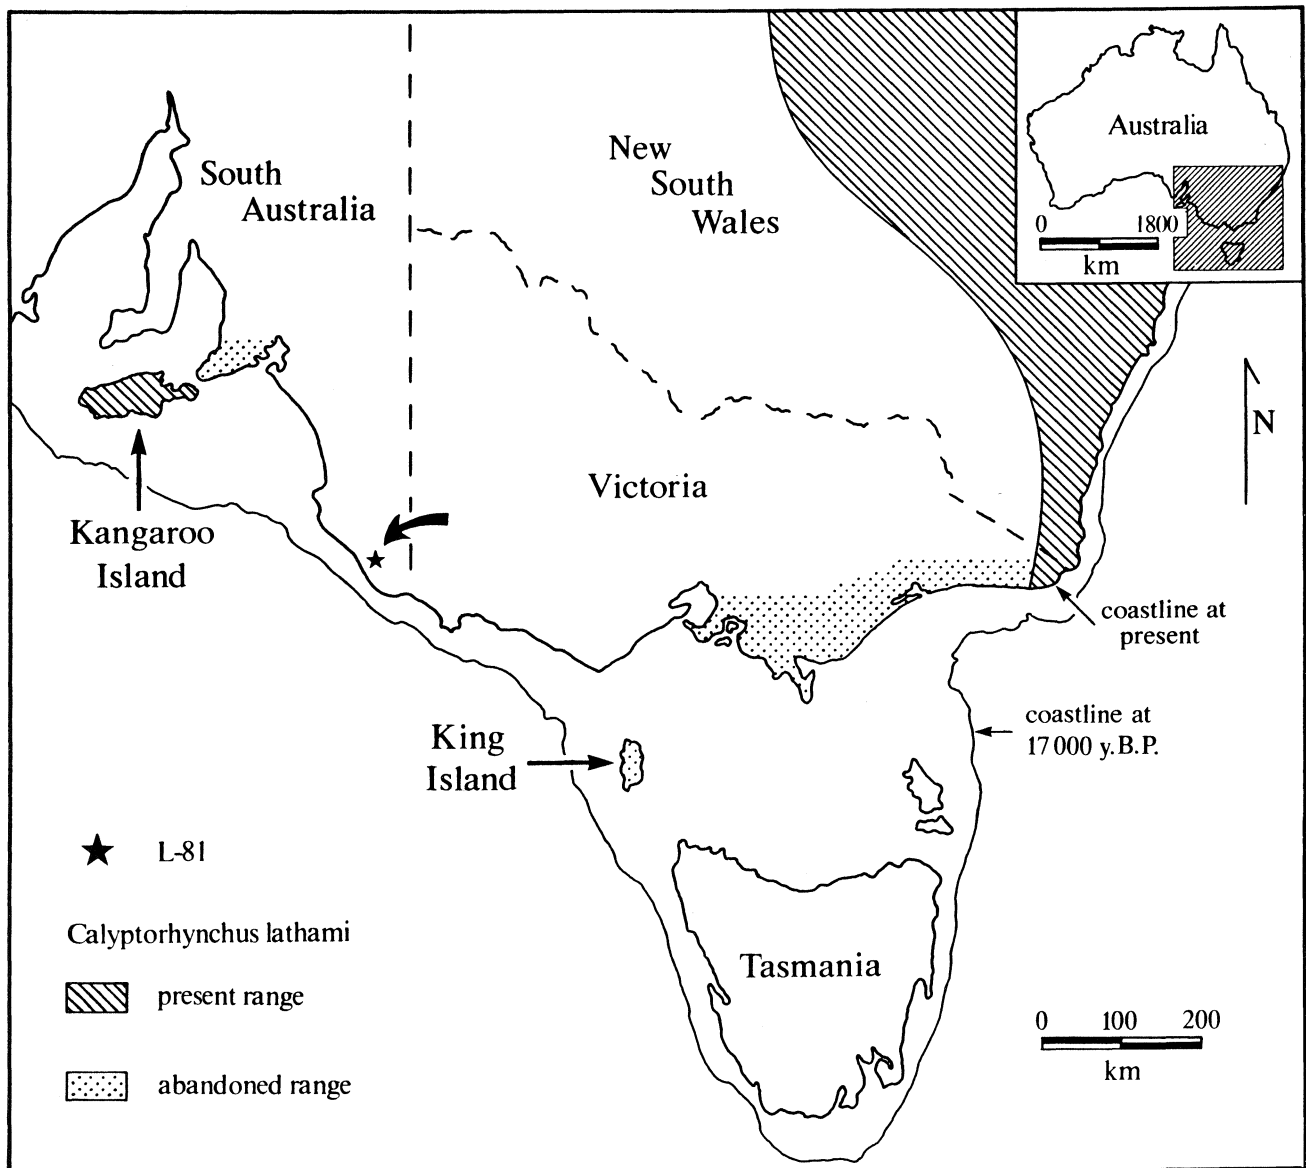 South
Australia
New
South
Wales
Australia
0 1800
km
N
Victoria
Kangaroo
Island
coastline at
present
coastline at
17 000 y.B.P.
King
Island
L-81
Calyptorhynchus lathami
present range
abandoned range
Tasmania
0 100 200
km